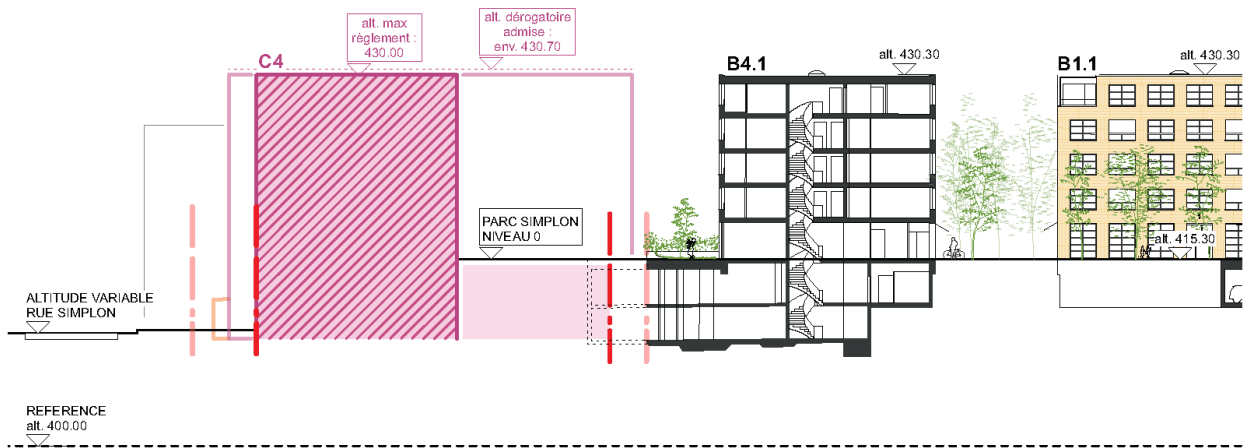 alt. max
règlement :
430.00
alt. dérogatoire
admise :
env. 430.70
C4
B4.1
alt. 430.30
B1.1
alt. 430.30
PARC SIMPLON
NIVEAU 0
alt. 415.30
ALTITUDE VARIABLE
RUE SIMPLON
REFERENCE
alt. 400.00